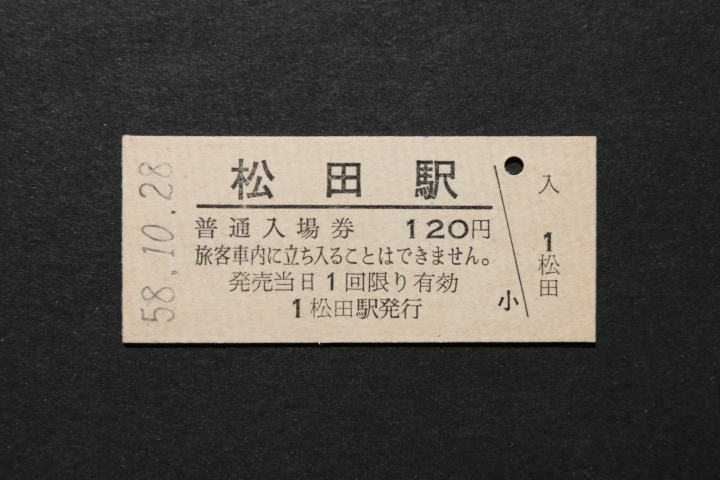 58.10.28
松田駅
普通入場券 120円
旅客車内に立ち入ることはできません。
発売当日1回限り有効
1松田駅発行
小
入
1松田